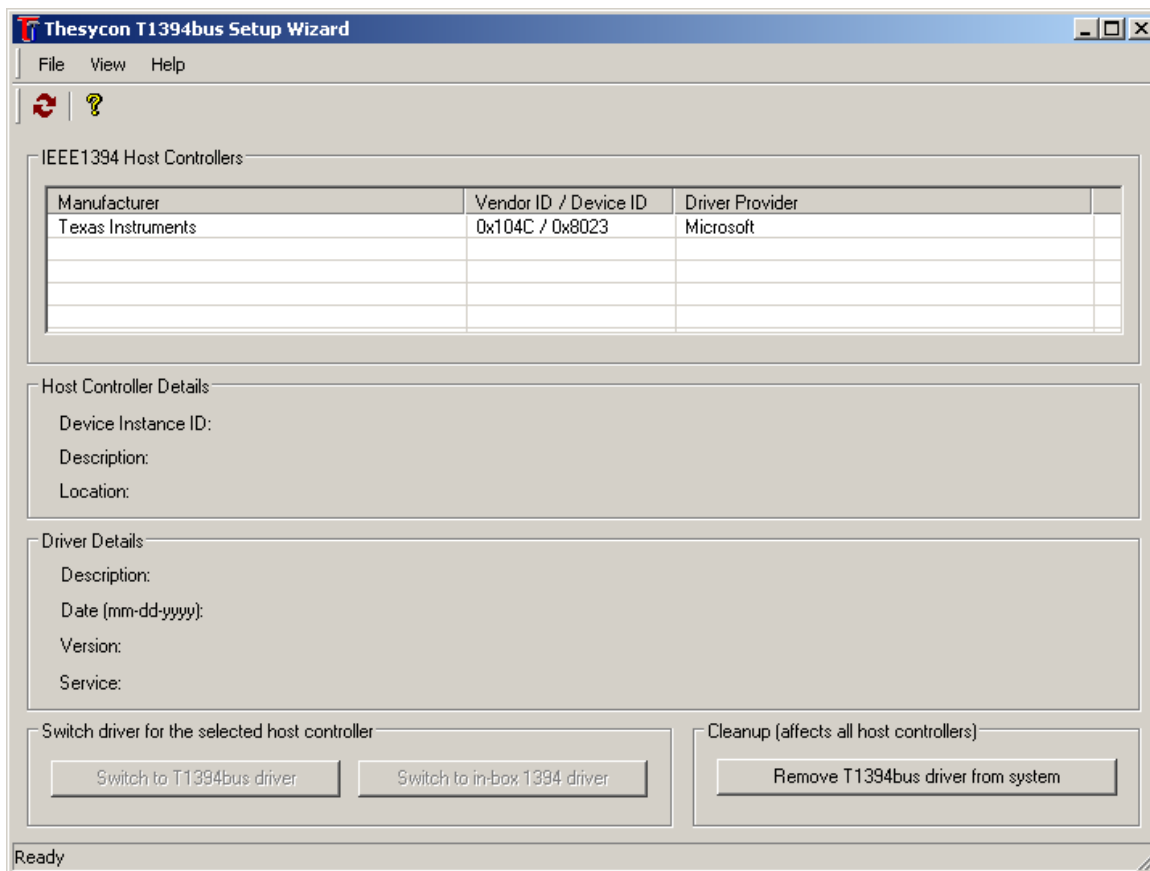 Thesycon T1394bus Setup Wizard
File View Help
IEEE1394 Host Controllers
Manufacturer Vendor ID / Device ID Driver Provider
Texas Instruments 0x104C / 0x8023 Microsoft
Host Controller Details
Device Instance ID:
Description:
Location:
Driver Details
Description:
Date (mm-dd-yyyy):
Version:
Service:
Switch driver for the selected host controller
Switch to T1394bus driver Switch to in-box 1394 driver
Cleanup (affects all host controllers)
Remove T1394bus driver from system
Ready